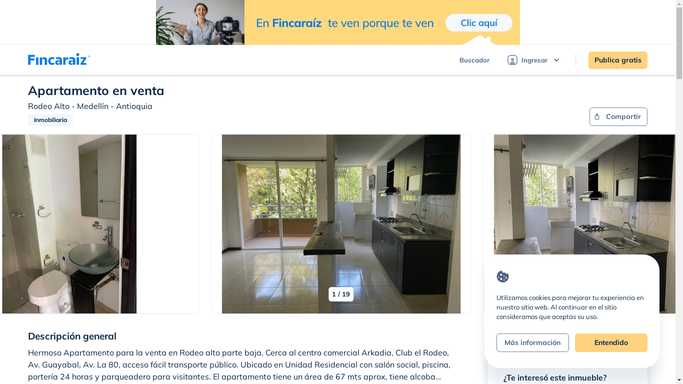 En Fincaraíz te ven porque te ven
Clic aquí
Fincaraiz
Buscador
Ingresar
Publica gratis
Apartamento en venta
Rodeo Alto - Medellín - Antioquia
Inmobiliaria
Compartir
1 / 19
Utilizamos cookies para mejorar tu experiencia en
nuestro sitio web. Al continuar en el sitio
consideramos que aceptas su uso.
Más información
Entendido
Descripción general
Hermoso Apartamento para la venta en Rodeo alto parte baja. Cerca al centro comercial Arkadia, Club el Rodeo,
Av. Guayabal, Av. La 80, acceso fácil transporte público. Ubicado en Unidad Residencial con salón social, piscina,
portería 24 horas y parqueadero para visitantes. El apartamento tiene un área de 67 mts aprox, tiene alcoba...
¿Te interesó este inmueble?